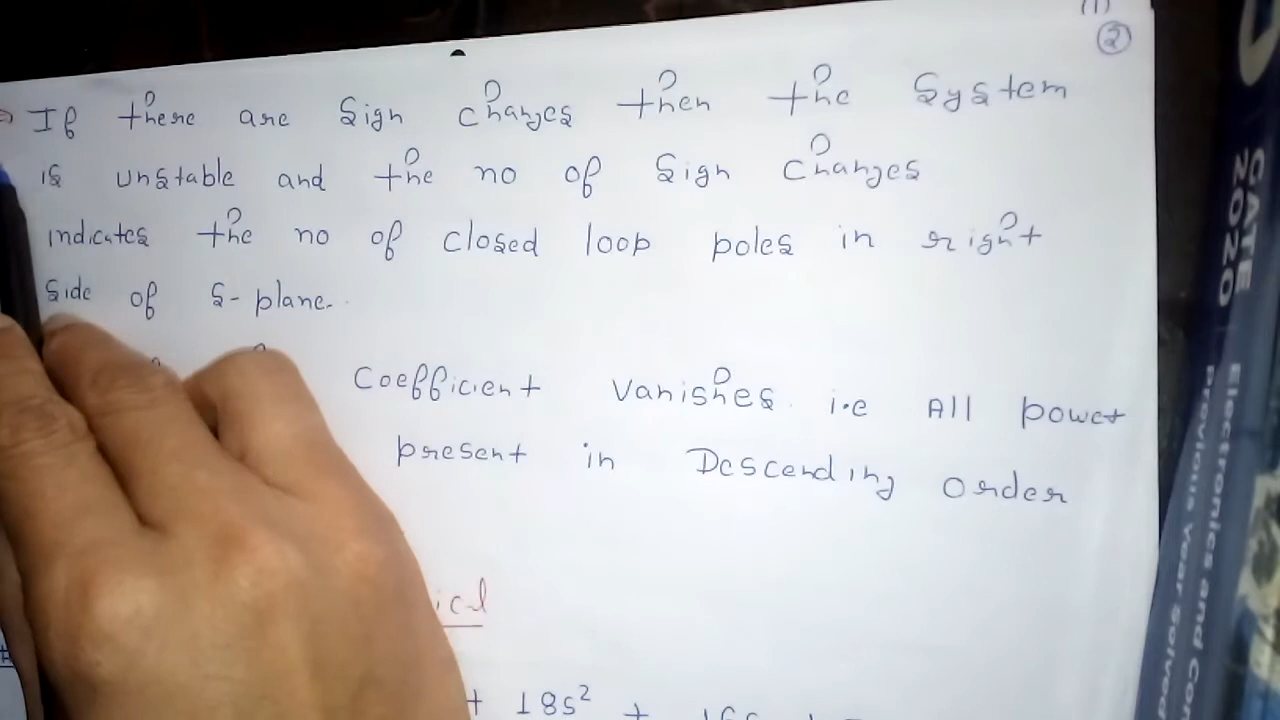 ②
If there are sign changes then the system
is unstable and the no of sign changes
indicates the no of closed loop poles in right
side of s-plane.
Coefficient Vanishes. i.e All power
present in Descending order
ical
+ 18s² +
GATE 2020
Electronics and Com
Previous Year Solved